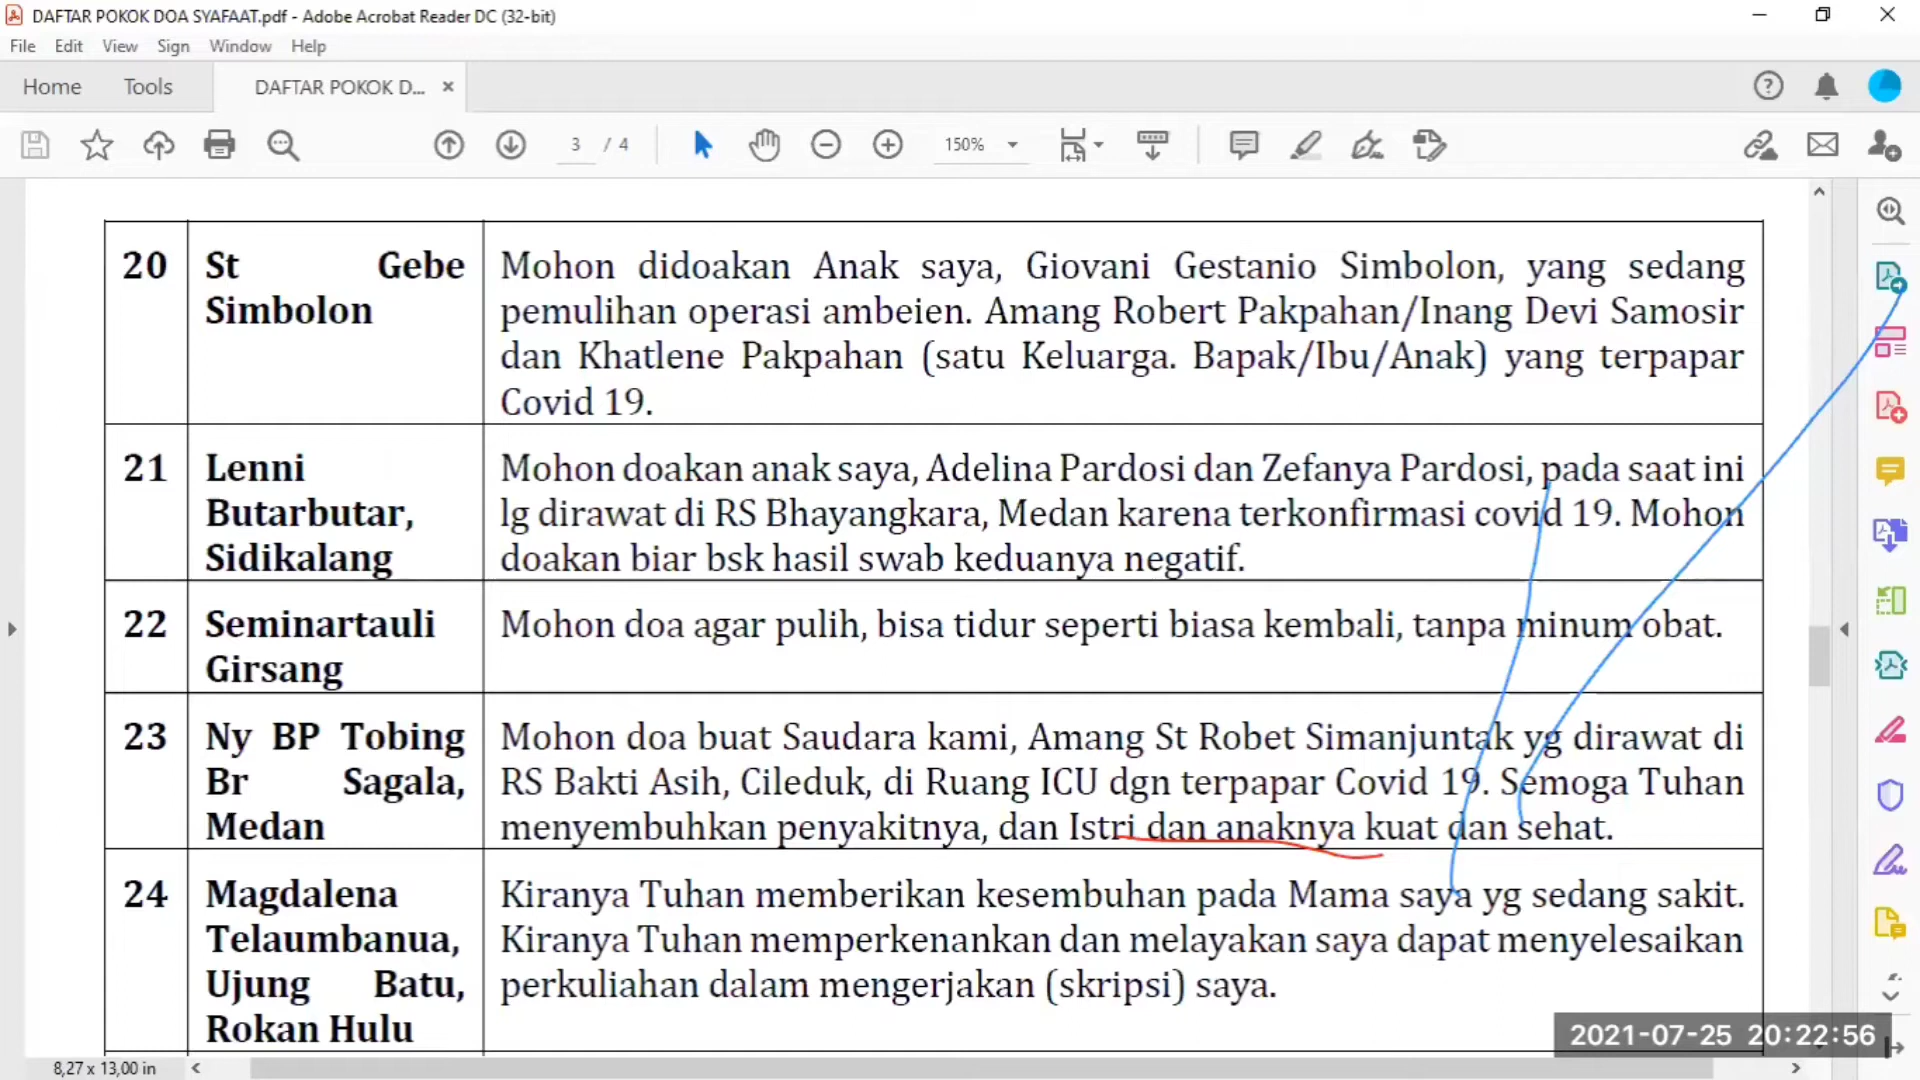 DAFTAR POKOK DOA SYAFAAT.pdf - Adobe Acrobat Reader DC (32-bit)
File Edit View Sign Window Help
Home Tools DAFTAR POKOK D... ×
3 / 4 150%
20 St Gebe Simbolon
Mohon didoakan Anak saya, Giovani Gestanio Simbolon, yang sedang
pemulihan operasi ambeien. Amang Robert Pakpahan/Inang Devi Samosir
dan Khatlene Pakpahan (satu Keluarga. Bapak/Ibu/Anak) yang terpapar
Covid 19.
21 Lenni
Butarbutar,
Sidikalang
Mohon doakan anak saya, Adelina Pardosi dan Zefanya Pardosi, pada saat ini
lg dirawat di RS Bhayangkara, Medan karena terkonfirmasi covid 19. Mohon
doakan biar bsk hasil swab keduanya negatif.
22 Seminartauli
Girsang
Mohon doa agar pulih, bisa tidur seperti biasa kembali, tanpa minum obat.
23 Ny BP Tobing
Br Sagala,
Medan
Mohon doa buat Saudara kami, Amang St Robet Simanjuntak yg dirawat di
RS Bakti Asih, Cileduk, di Ruang ICU dgn terpapar Covid 19. Semoga Tuhan
menyembuhkan penyakitnya, dan Istri dan anaknya kuat dan sehat.
24 Magdalena
Telaumbanua,
Ujung Batu,
Rokan Hulu
Kiranya Tuhan memberikan kesembuhan pada Mama saya yg sedang sakit.
Kiranya Tuhan memperkenankan dan melayakan saya dapat menyelesaikan
perkuliahan dalam mengerjakan (skripsi) saya.
2021-07-25 20:22:56
8,27 x 13,00 in